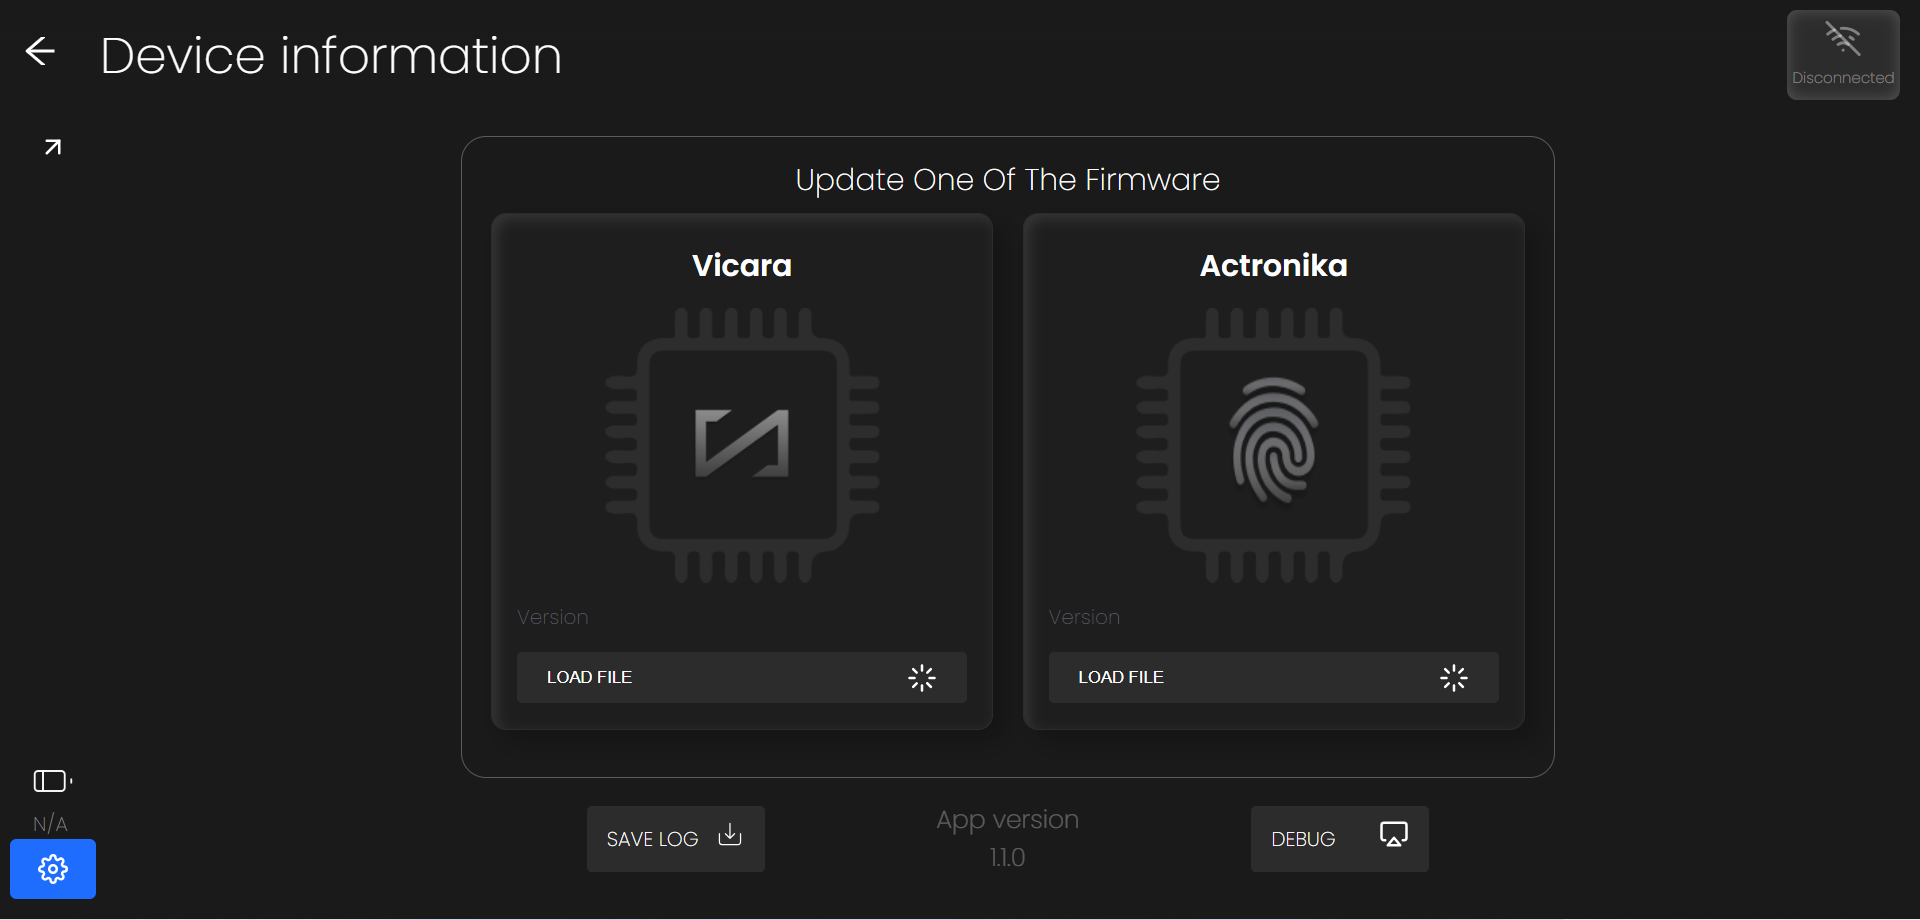 Device information
Disconnected
Update One Of The Firmware
Vicara
Actronika
Version
Version
LOAD FILE
LOAD FILE
N/A
SAVE LOG
App version
1.1.0
DEBUG